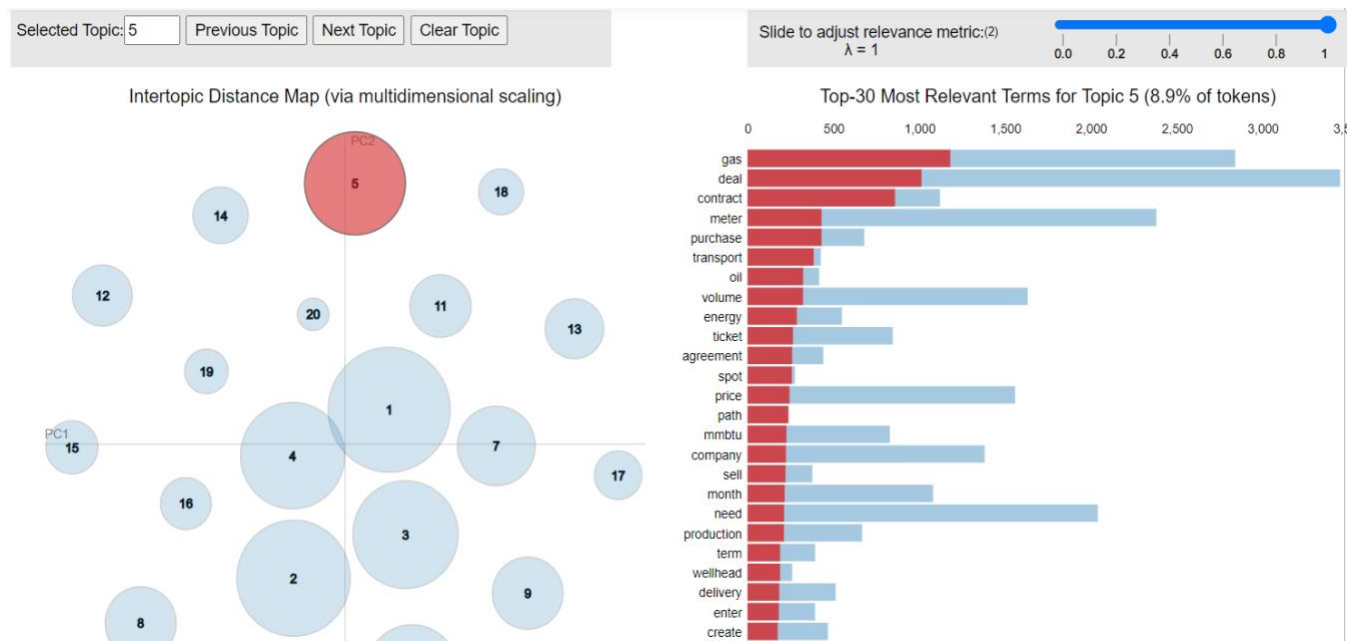 Selected Topic: 5 Previous Topic Next Topic Clear Topic
Slide to adjust relevance metric:(2)
λ = 1
0.0 0.2 0.4 0.6 0.8 1
Intertopic Distance Map (via multidimensional scaling)
PC2
5
18
14
12
20
11
13
19
1
PC1
15
4
7
17
16
3
2
9
8
Top-30 Most Relevant Terms for Topic 5 (8.9% of tokens)
0 500 1,000 1,500 2,000 2,500 3,000 3,5
gas
deal
contract
meter
purchase
transport
oil
volume
energy
ticket
agreement
spot
price
path
mmbtu
company
sell
month
need
production
term
wellhead
delivery
enter
create